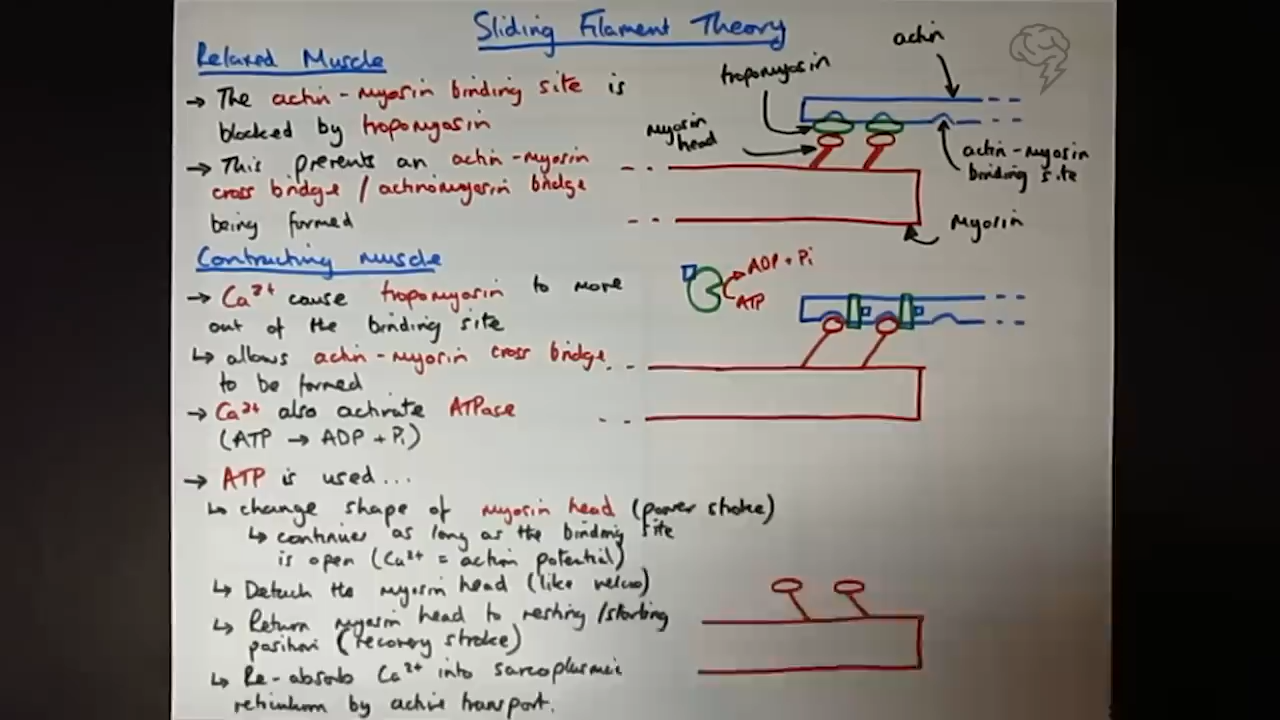 Sliding Filament Theory
Relaxed Muscle
→ The actin-myosin binding site is
blocked by tropomyosin
→ This prevents an actin-myosin
cross bridge / actinomyosin bridge
being formed
tropomyosin
actin
myosin
head
actin-myosin
binding site
Myosin
Contracting Muscle
→ Ca²⁺ cause tropomyosin to move
out of the binding site
↳ allows actin-myosin cross bridge
to be formed
→ Ca²⁺ also activate ATPase
(ATP → ADP + Pi)
ADP + Pi
ATP
→ ATP is used...
↳ change shape of myosin head (power stroke)
↳ continues as long as the binding site
is open (Ca²⁺ = action potential)
↳ Detach the myosin head (like velcro)
↳ Return myosin head to resting/starting
position (recovery stroke)
↳ Re-absorb Ca²⁺ into sarcoplasmic
reticulum by active transport.